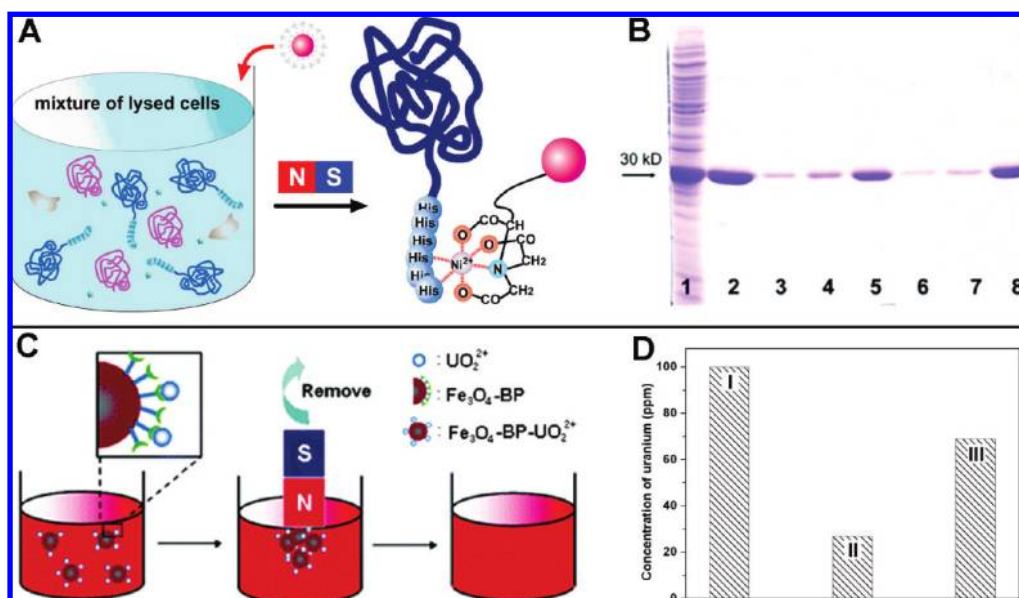 A
mixture of lysed cells
N S
His
His
His
His
His
His
Ni²⁺
O
CO
CH
O
CO
N
CH2
CH2
O
CO
B
30 kD
1 2 3 4 5 6 7 8
C
Remove
S
N
: UO₂²⁺
: Fe₃O₄-BP
: Fe₃O₄-BP-UO₂²⁺
D
Concentration of uranium (ppm)
100
80
60
40
20
0
I
II
III